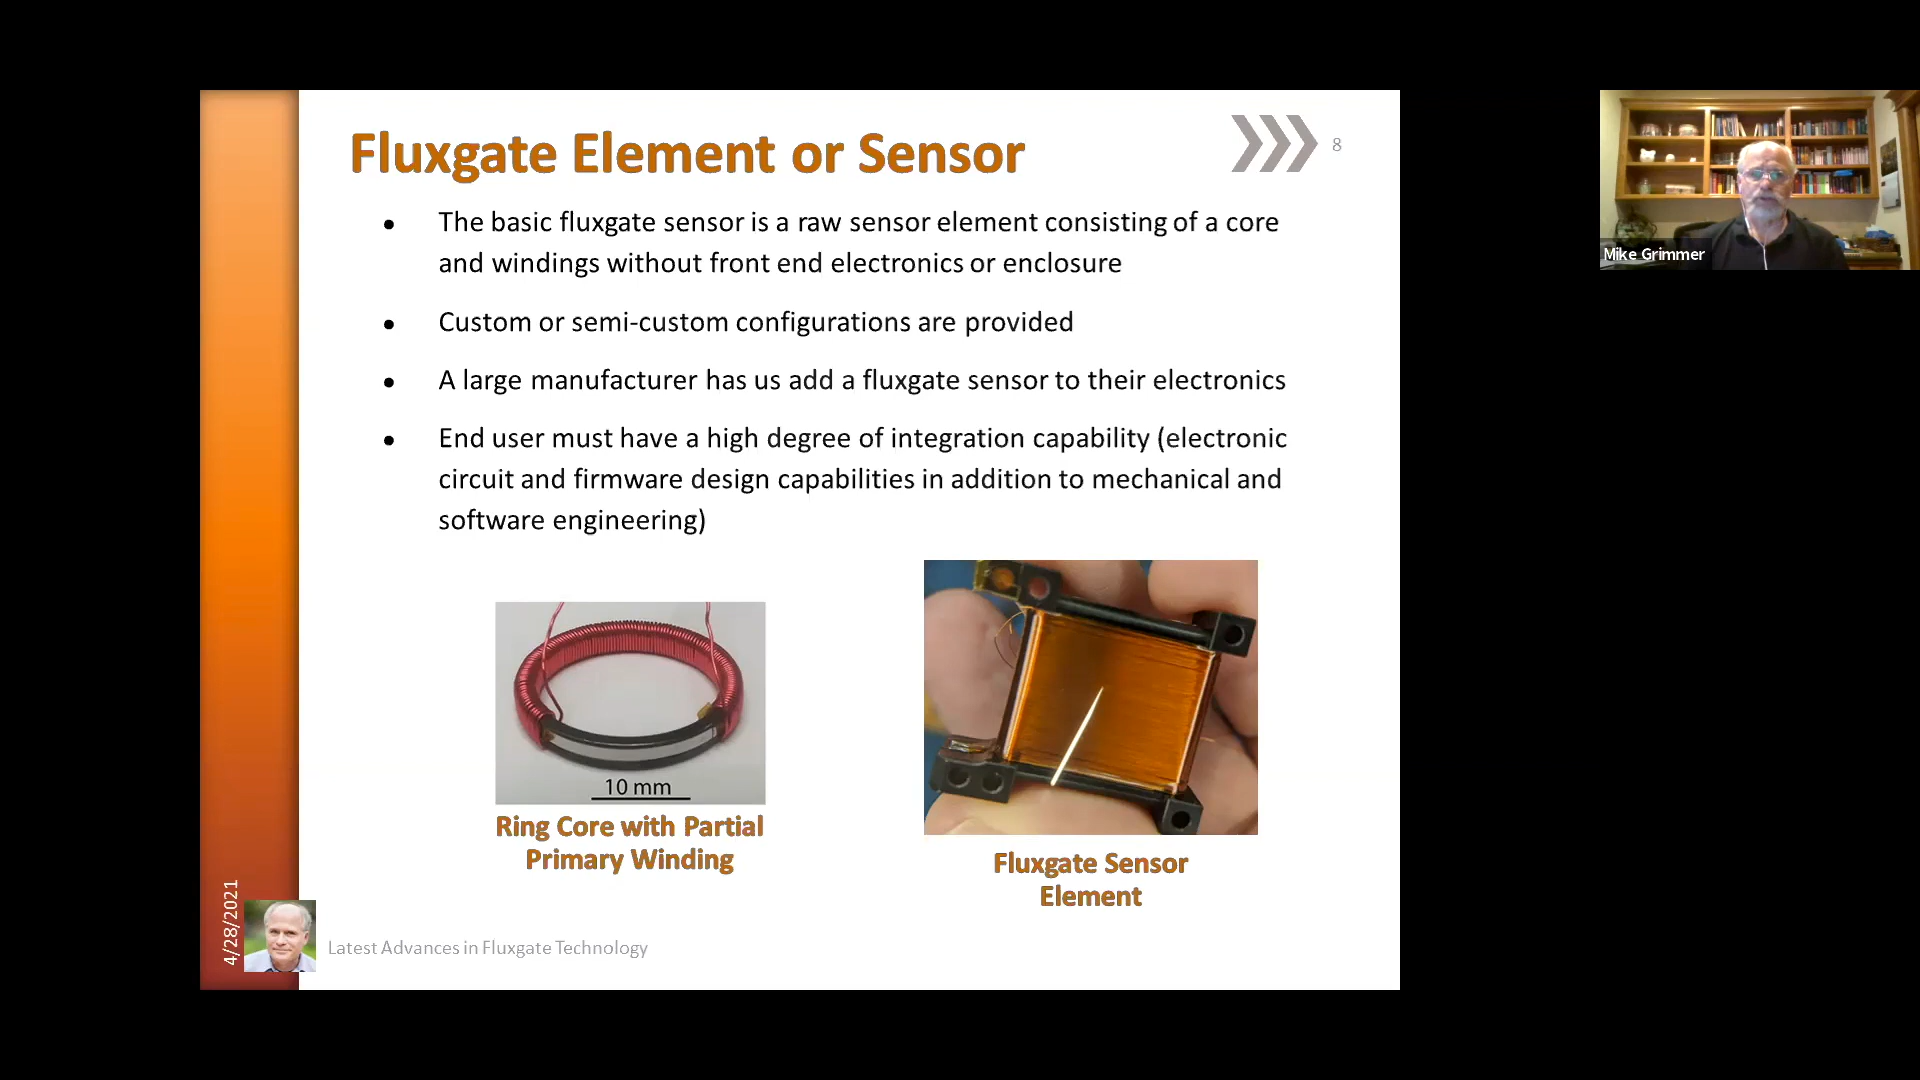 Fluxgate Element or Sensor
8
• The basic fluxgate sensor is a raw sensor element consisting of a core
and windings without front end electronics or enclosure
• Custom or semi-custom configurations are provided
• A large manufacturer has us add a fluxgate sensor to their electronics
• End user must have a high degree of integration capability (electronic
circuit and firmware design capabilities in addition to mechanical and
software engineering)
10 mm
Ring Core with Partial
Primary Winding
Fluxgate Sensor
Element
4/28/2021
Latest Advances in Fluxgate Technology
Mike Grimmer